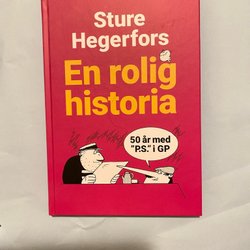 Sture
Hegerfors
En rolig
historia
50 år med
"P.S." i GP